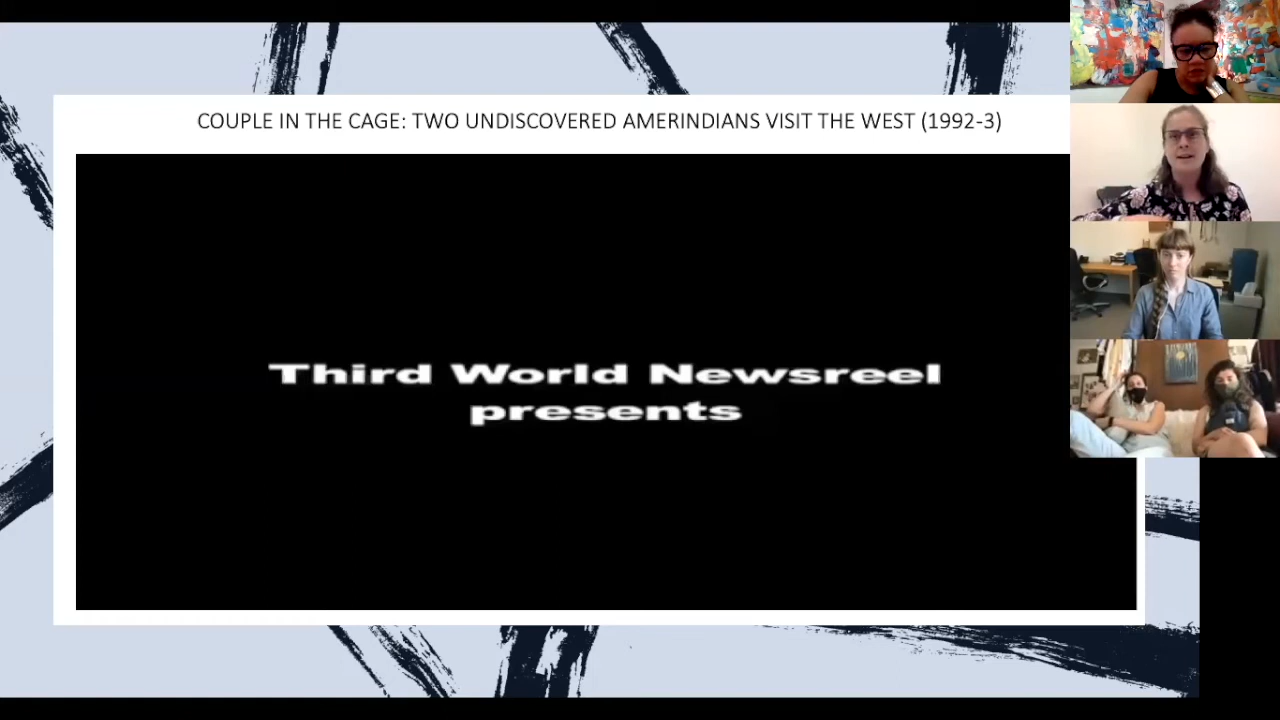 COUPLE IN THE CAGE: TWO UNDISCOVERED AMERINDIANS VISIT THE WEST (1992-3)
Third World Newsreel
presents